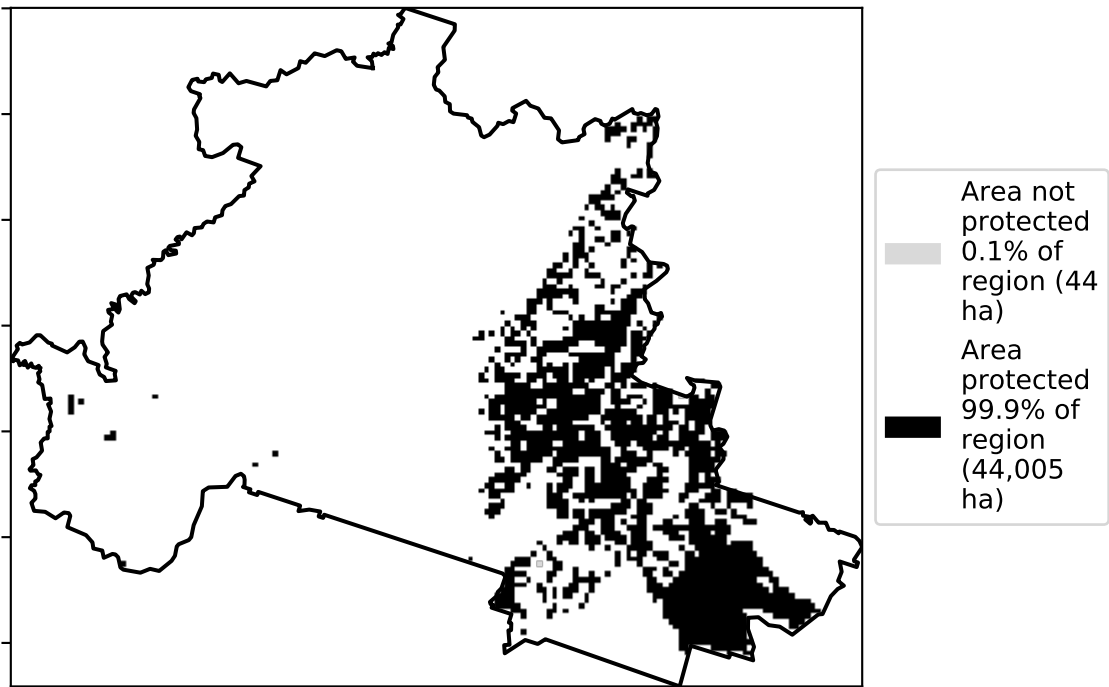 Area not
protected
0.1% of
region (44
ha)
Area
protected
99.9% of
region
(44,005
ha)